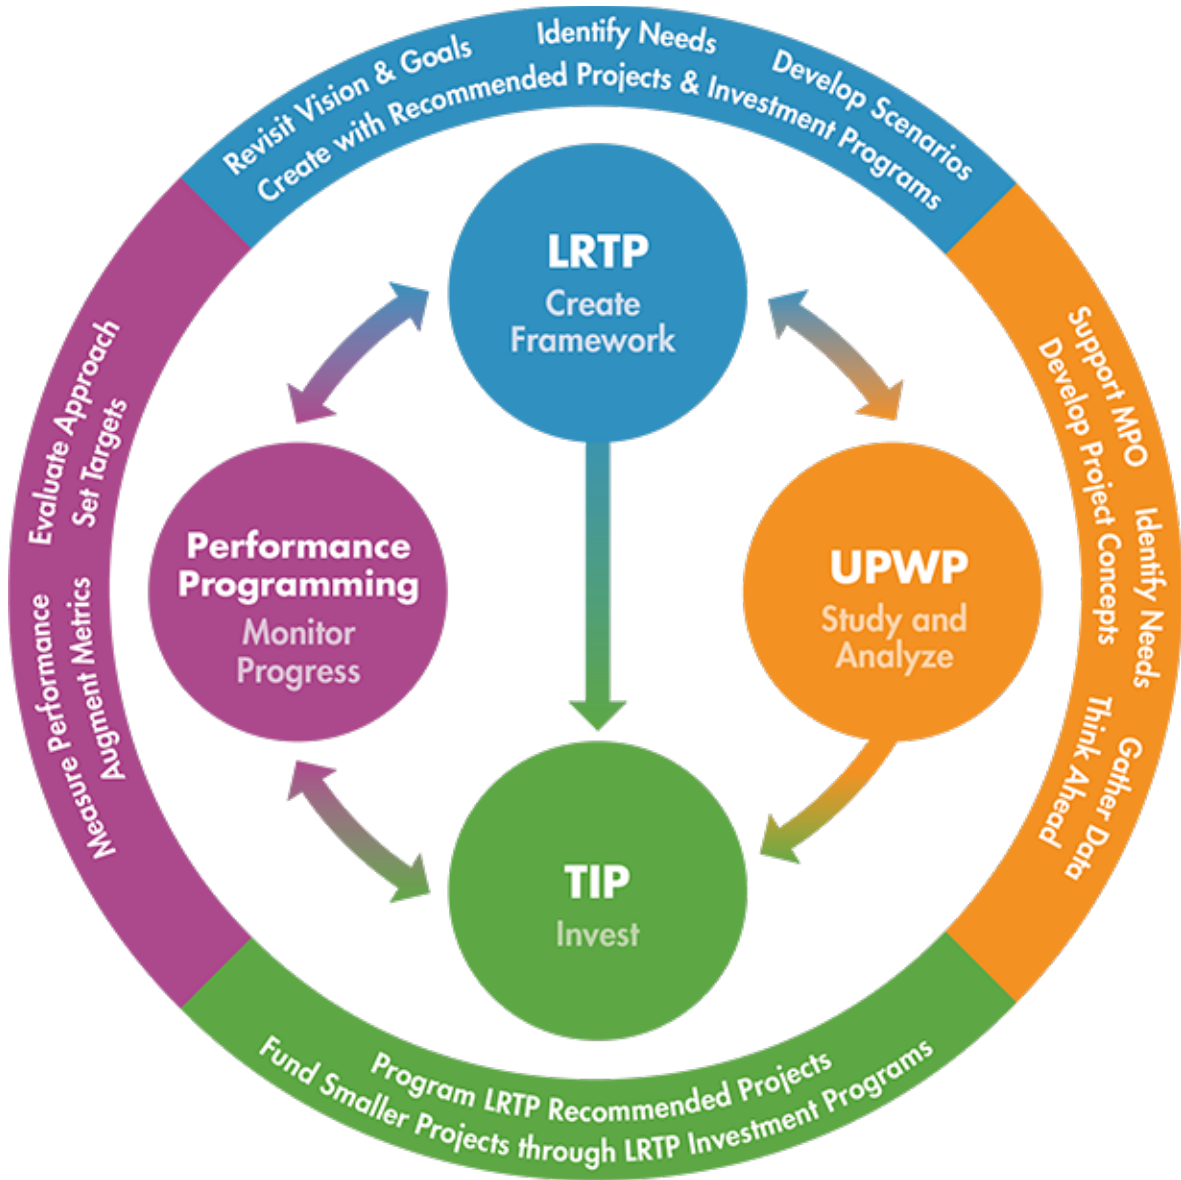 Revisit Vision & Goals
Identify Needs
Develop Scenarios
Create with Recommended Projects & Investment Programs
LRTP
Create
Framework
Support MPO
Identify Needs
Gather Data
Develop Project Concepts
Think Ahead
UPWP
Study and
Analyze
Evaluate Approach
Set Targets
Measure Performance
Augment Metrics
Performance
Programming
Monitor
Progress
TIP
Invest
Program LRTP Recommended Projects
Fund Smaller Projects through LRTP Investment Programs